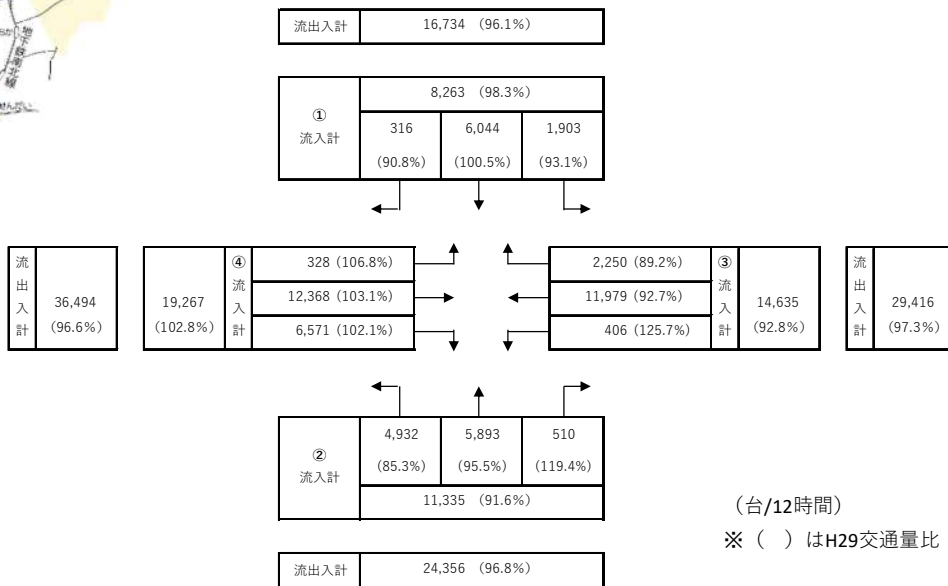 流出入計 16,734 (96.1%)
① 流入計
8,263 (98.3%)
316 6,044 1,903
(90.8%) (100.5%) (93.1%)
流出入計
36,494
(96.6%)
19,267
(102.8%)
④流入計
328 (106.8%)
12,368 (103.1%)
6,571 (102.1%)
2,250 (89.2%)
11,979 (92.7%)
406 (125.7%)
③流入計
14,635
(92.8%)
流出入計
29,416
(97.3%)
② 流入計
4,932 5,893 510
(85.3%) (95.5%) (119.4%)
11,335 (91.6%)
(台/12時間)
※ ( )はH29交通量比
流出入計 24,356 (96.8%)